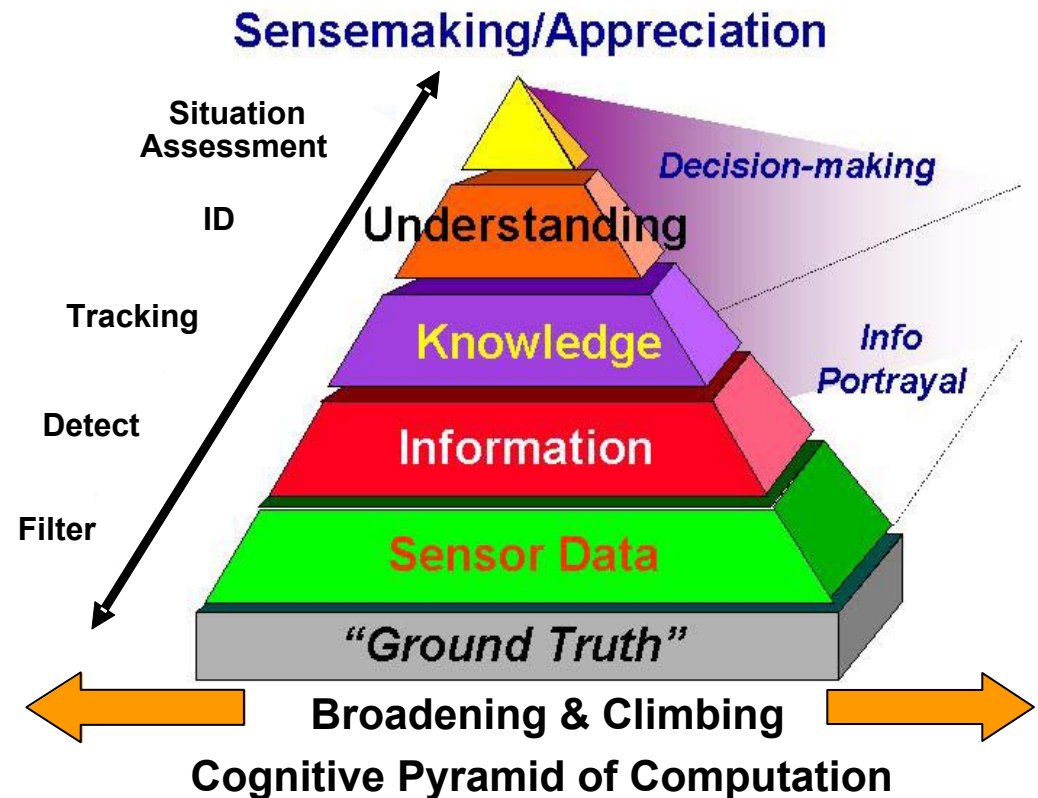 Sensemaking/Appreciation
Situation
Assessment
Decision-making
ID
Understanding
Tracking
Knowledge
Info
Portrayal
Detect
Information
Filter
Sensor Data
“Ground Truth”
Broadening & Climbing
Cognitive Pyramid of Computation